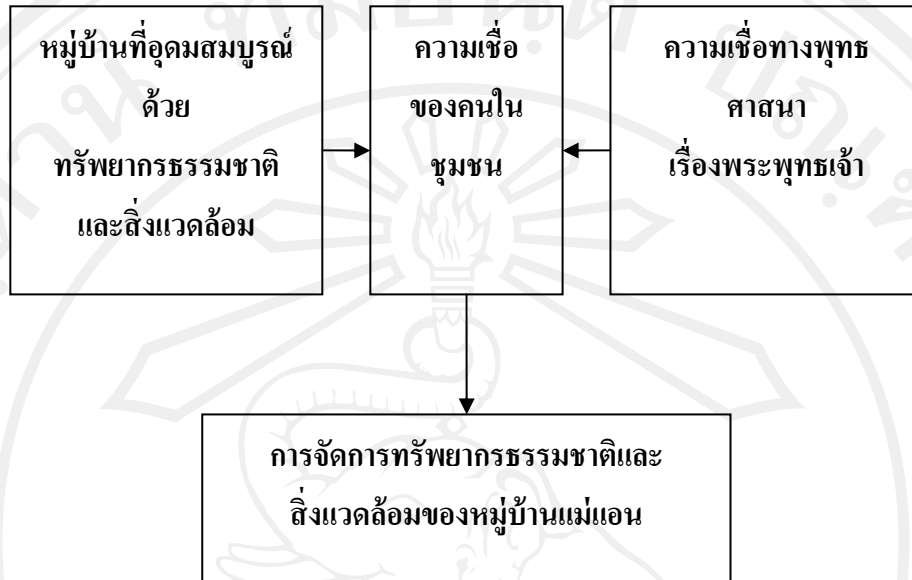 หมู่บ้านที่อุดมสมบูรณ์
ด้วย
ทรัพยากรธรรมชาติ
และสิ่งแวดล้อม
ความเชื่อ
ของคนใน
ชุมชน
ความเชื่อทางพุทธ
ศาสนา
เรื่องพระพุทธเจ้า
การจัดการทรัพยากรธรรมชาติและ
สิ่งแวดล้อมของหมู่บ้านแม่แอน